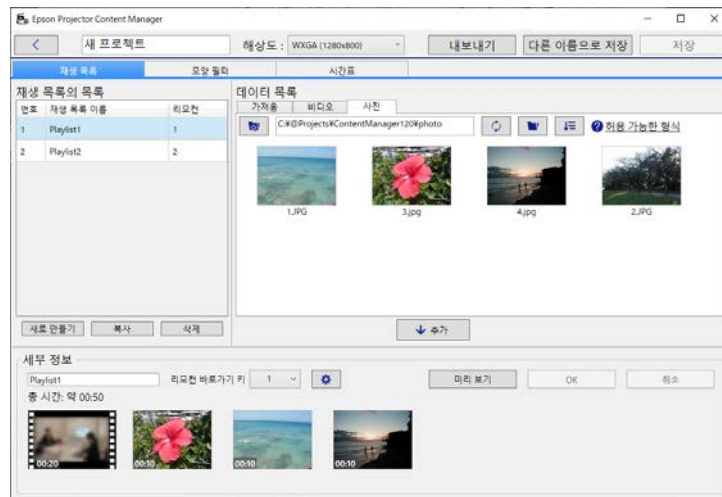 Epson Projector Content Manager
새 프로젝트
해상도 : WXGA (1280x800)
내보내기
다른 이름으로 저장
저장
재생 목록
모양 필터
시간표
재생 목록의 목록
번호 재생 목록 이름 리모컨
1 Playlist1 1
2 Playlist2 2
새로 만들기
복사
삭제
데이터 목록
가져옴
비디오
사진
C:₩@Projects₩ContentManager120₩photo
허용 가능한 형식
1.JPG
3.jpg
4.jpg
2.JPG
추가
세부 정보
Playlist1
리모컨 바로가기 키 1
미리 보기
OK
취소
총 시간: 약 00:50
00:20
00:10
00:10
00:10